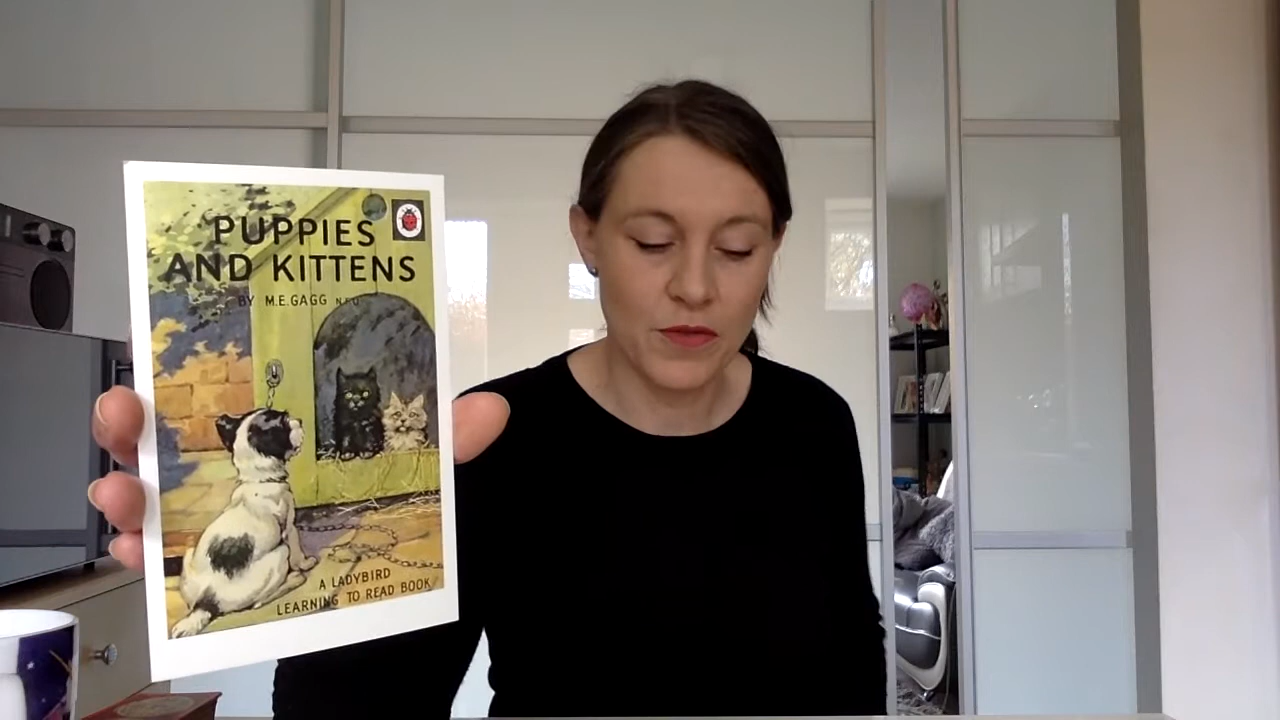 PUPPIES
AND KITTENS
BY M.E.GAGG N.F.U.
A LADYBIRD
LEARNING TO READ BOOK